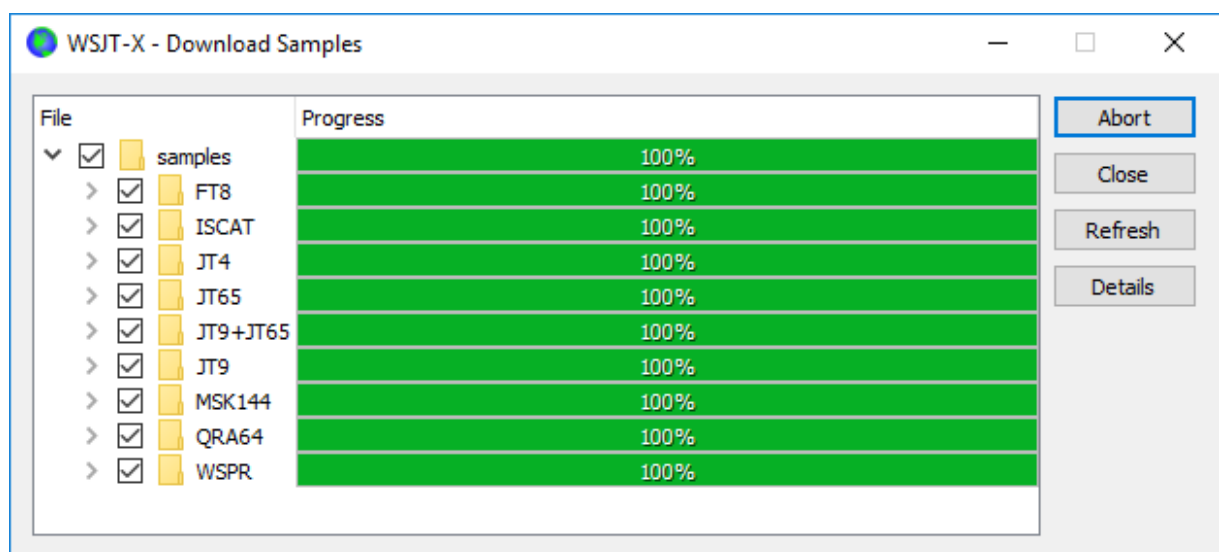 WSJT-X - Download Samples
File Progress
samples 100%
FT8 100%
ISCAT 100%
JT4 100%
JT65 100%
JT9+JT65 100%
JT9 100%
MSK144 100%
QRA64 100%
WSPR 100%
Abort
Close
Refresh
Details